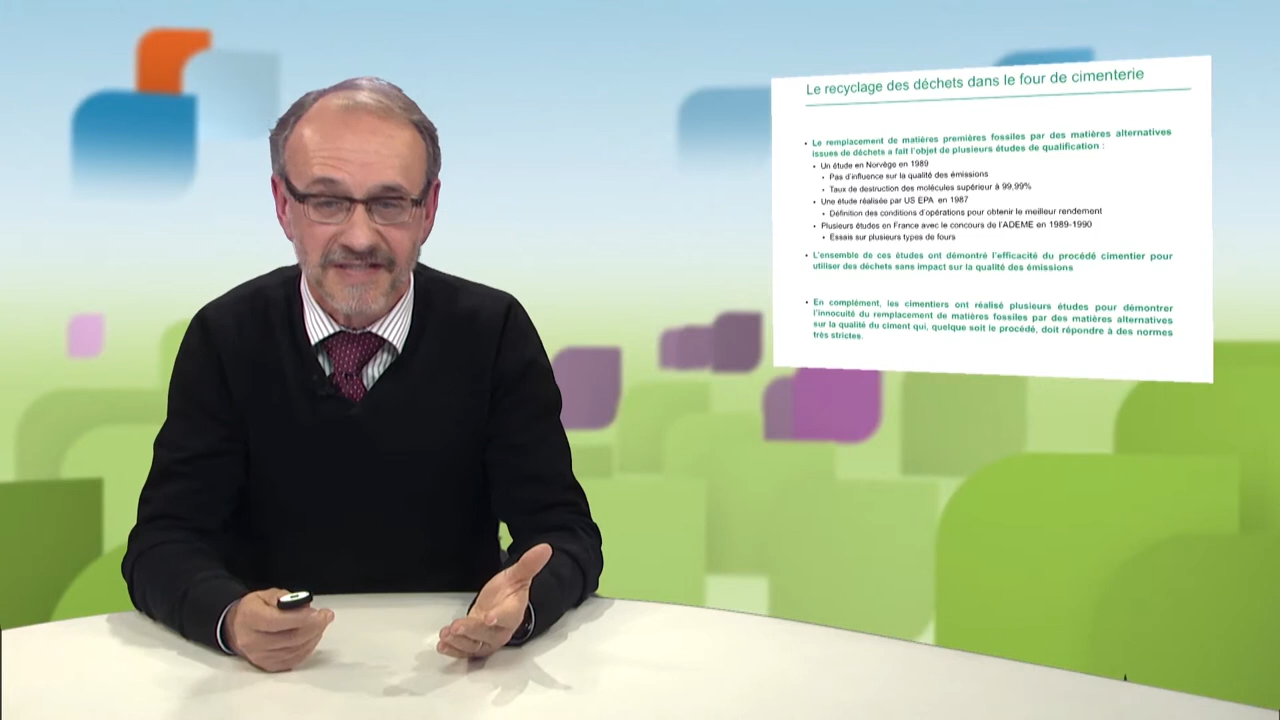 Le recyclage des déchets dans le four de cimenterie
• Le remplacement de matières premières fossiles par des matières alternatives
issues de déchets a fait l'objet de plusieurs études de qualification :
• Un étude en Norvège en 1989
• Pas d'influence sur la qualité des émissions
• Taux de destruction des molécules supérieur à 99,99%
• Une étude réalisée par US EPA en 1987
• Définition des conditions d'opérations pour obtenir le meilleur rendement
• Plusieurs études en France avec le concours de l'ADEME en 1989-1990
• Essais sur plusieurs types de fours
• L'ensemble de ces études ont démontré l'efficacité du procédé cimentier pour
utiliser des déchets sans impact sur la qualité des émissions
• En complément, les cimentiers ont réalisé plusieurs études pour démontrer
l'innocuité du remplacement de matières fossiles par des matières alternatives
sur la qualité du ciment qui, quelque soit le procédé, doit répondre à des normes
très strictes.